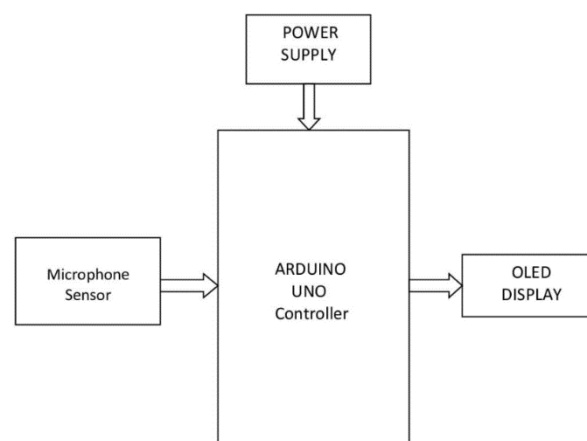 POWER
SUPPLY
Microphone
Sensor
ARDUINO
UNO
Controller
OLED
DISPLAY